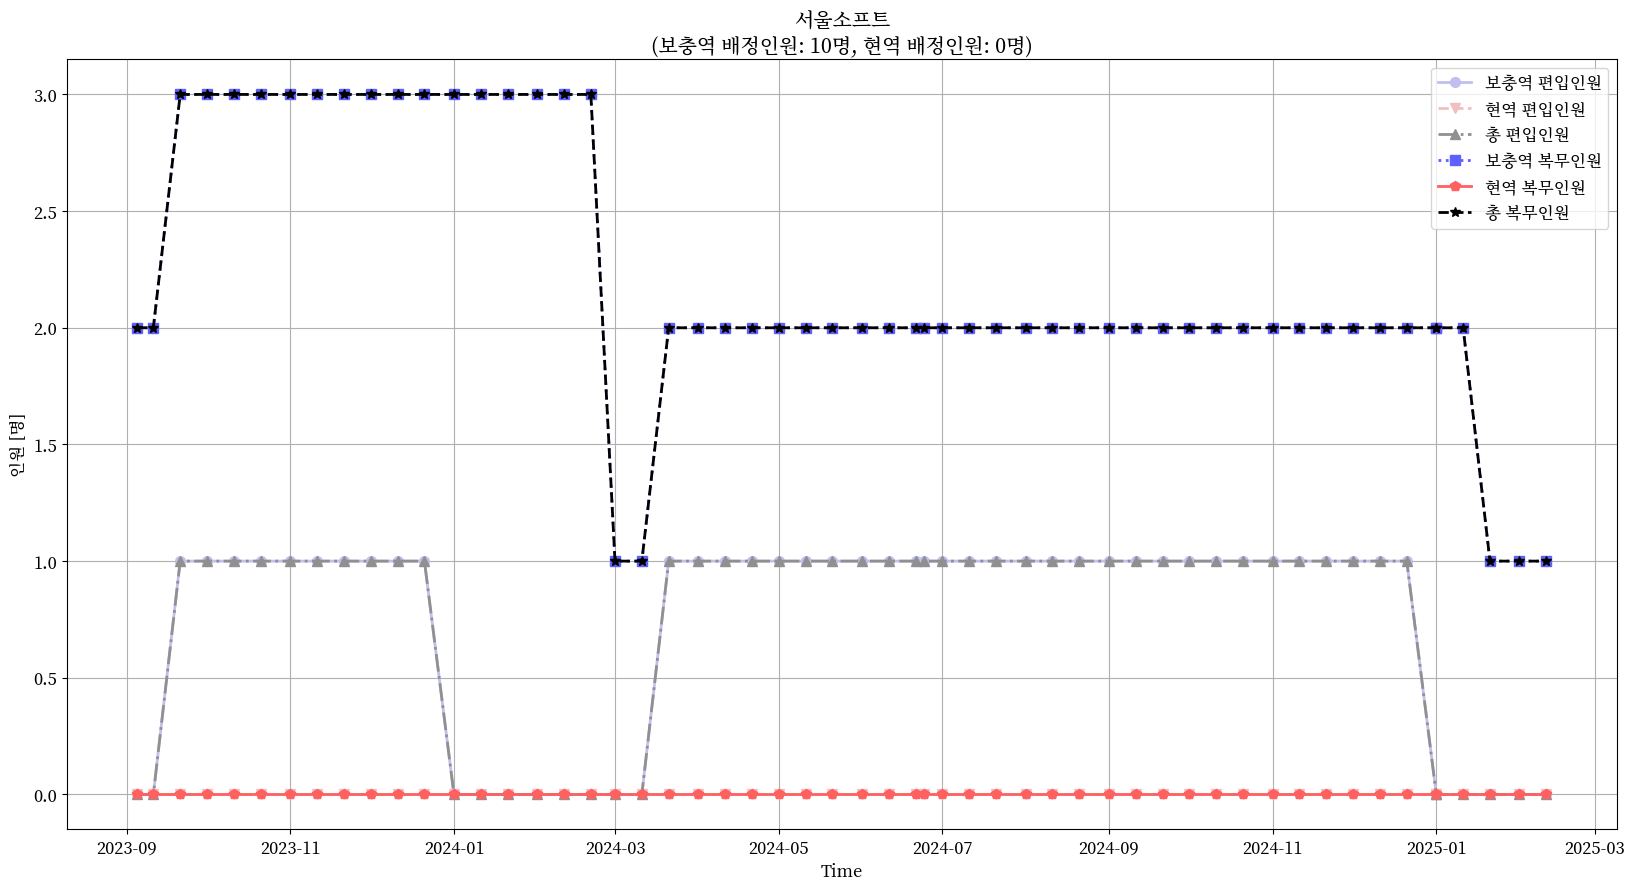 서울소프트
(보충역 배정인원: 10명, 현역 배정인원: 0명)
보충역 편입인원
현역 편입인원
총 편입인원
보충역 복무인원
현역 복무인원
총 복무인원
인원 [명]
3.0
2.5
2.0
1.5
1.0
0.5
0.0
2023-09
2023-11
2024-01
2024-03
2024-05
2024-07
2024-09
2024-11
2025-01
2025-03
Time